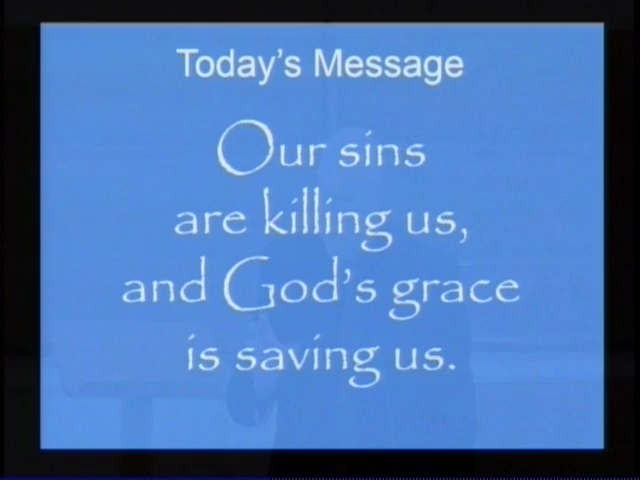 Today's Message
Our sins
are killing us,
and God's grace
is saving us.